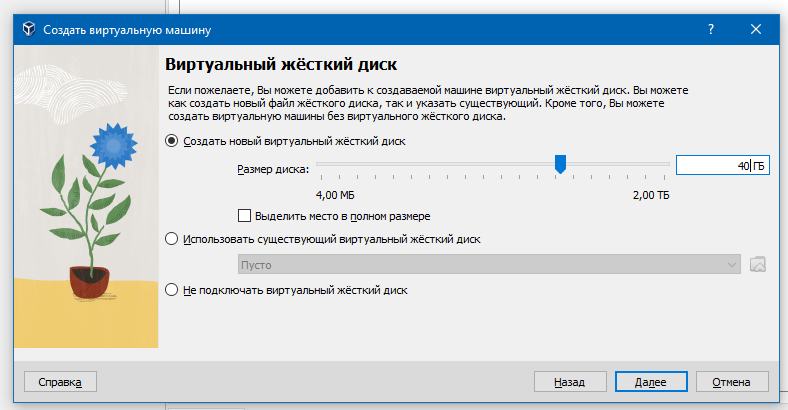 Создать виртуальную машину
Виртуальный жёсткий диск
Если пожелаете, Вы можете добавить к создаваемой машине виртуальный жёсткий диск. Вы можете
как создать новый файл жёсткого диска, так и указать существующий. Кроме того, Вы можете
создать виртуальную машины без виртуального жёсткого диска.
Создать новый виртуальный жёсткий диск
Размер диска:
40 ГБ
4,00 МБ
2,00 ТБ
Выделить место в полном размере
Использовать существующий виртуальный жёсткий диск
Пусто
Не подключать виртуальный жёсткий диск
Справка
Назад
Далее
Отмена